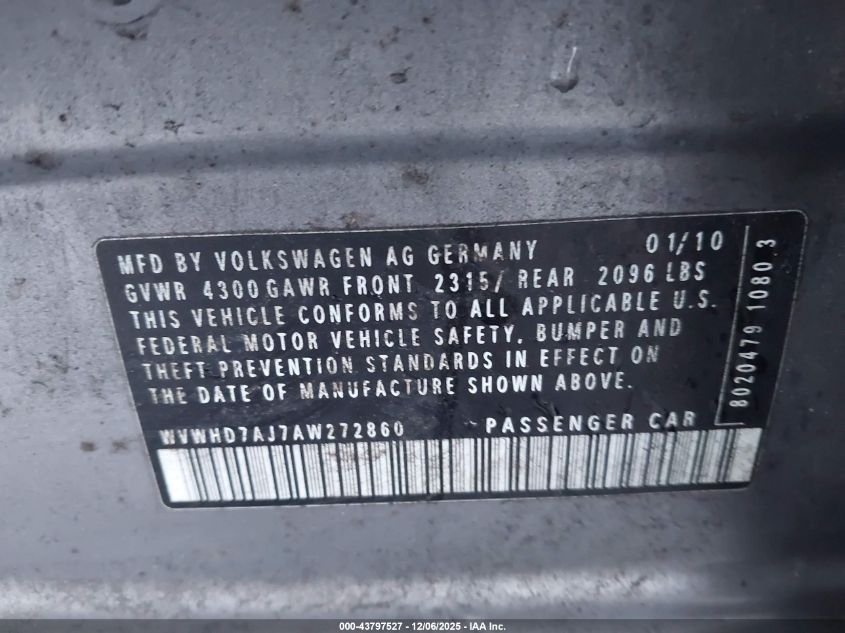 MFD BY VOLKSWAGEN AG GERMANY 01/10
GVWR 4300 GAWR FRONT 2315/ REAR 2096 LBS
THIS VEHICLE CONFORMS TO ALL APPLICABLE U.S.
FEDERAL MOTOR VEHICLE SAFETY, BUMPER AND
THEFT PREVENTION STANDARDS IN EFFECT ON
THE DATE OF MANUFACTURE SHOWN ABOVE.
WVWHD7AJ7AW272860 - PASSENGER CAR
8020479 1080 3
000-43797527 - 12/06/2025 - IAA Inc.